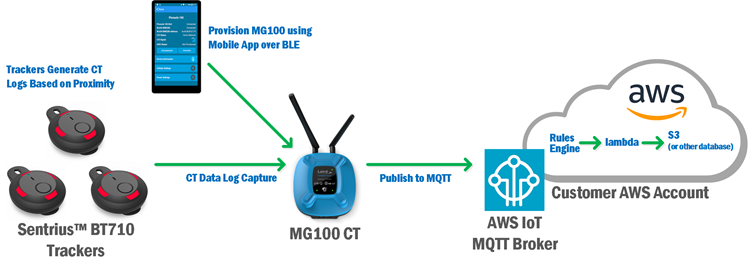 Provision MG100 using
Mobile App over BLE
Trackers Generate CT
Logs Based on Proximity
aws
Rules
Engine
lambda
S3
(or other database)
CT Data Log Capture
Publish to MQTT
Customer AWS Account
Sentrius™ BT710
Trackers
MG100 CT
AWS IoT
MQTT Broker